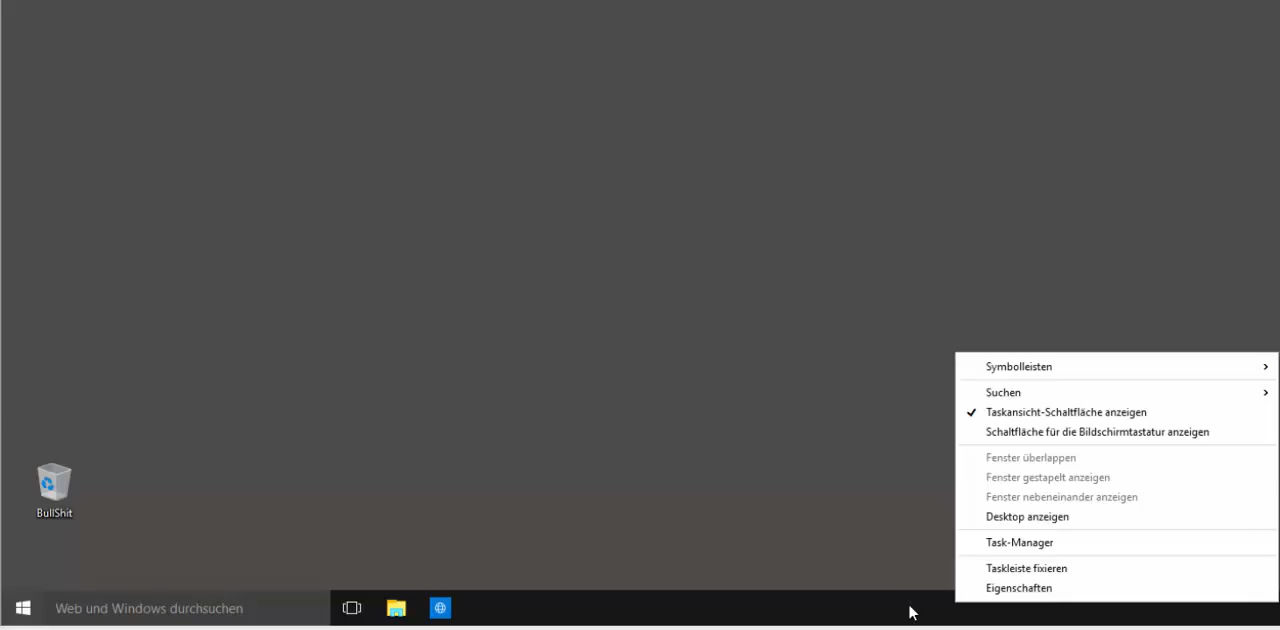 Symbolleisten
Suchen
Taskansicht-Schaltfläche anzeigen
Schaltfläche für die Bildschirmtastatur anzeigen
Fenster überlappen
Fenster gestapelt anzeigen
Fenster nebeneinander anzeigen
Desktop anzeigen
Task-Manager
Taskleiste fixieren
Eigenschaften
BullShit
Web und Windows durchsuchen